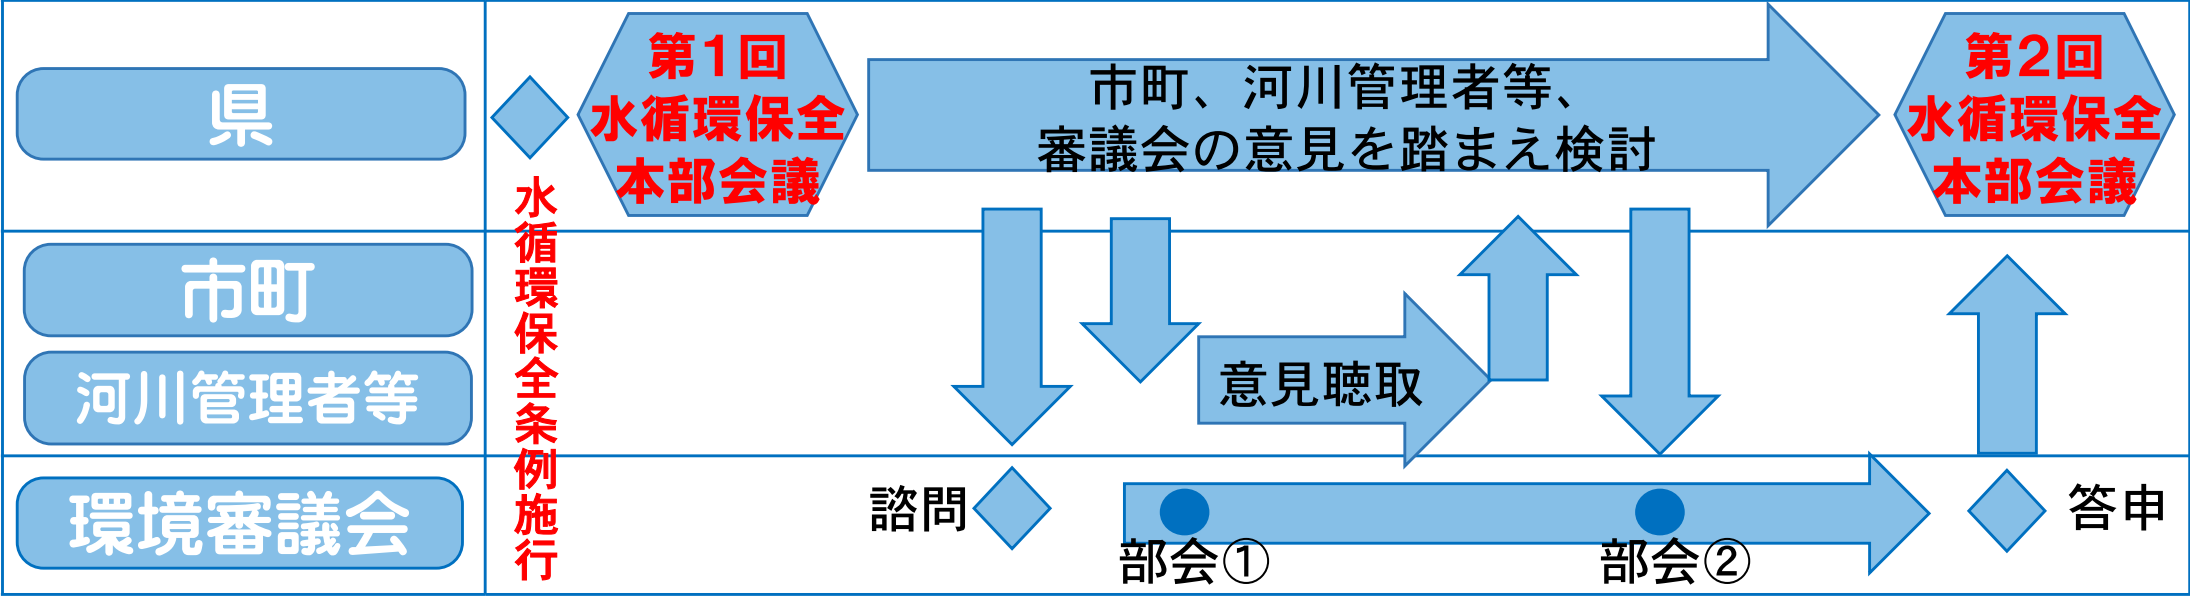 県
水循環保全条例施行
第1回
水循環保全
本部会議
市町、河川管理者等、
審議会の意見を踏まえ検討
第2回
水循環保全
本部会議
市町
河川管理者等
意見聴取
環境審議会
諮問
部会①
部会②
答申